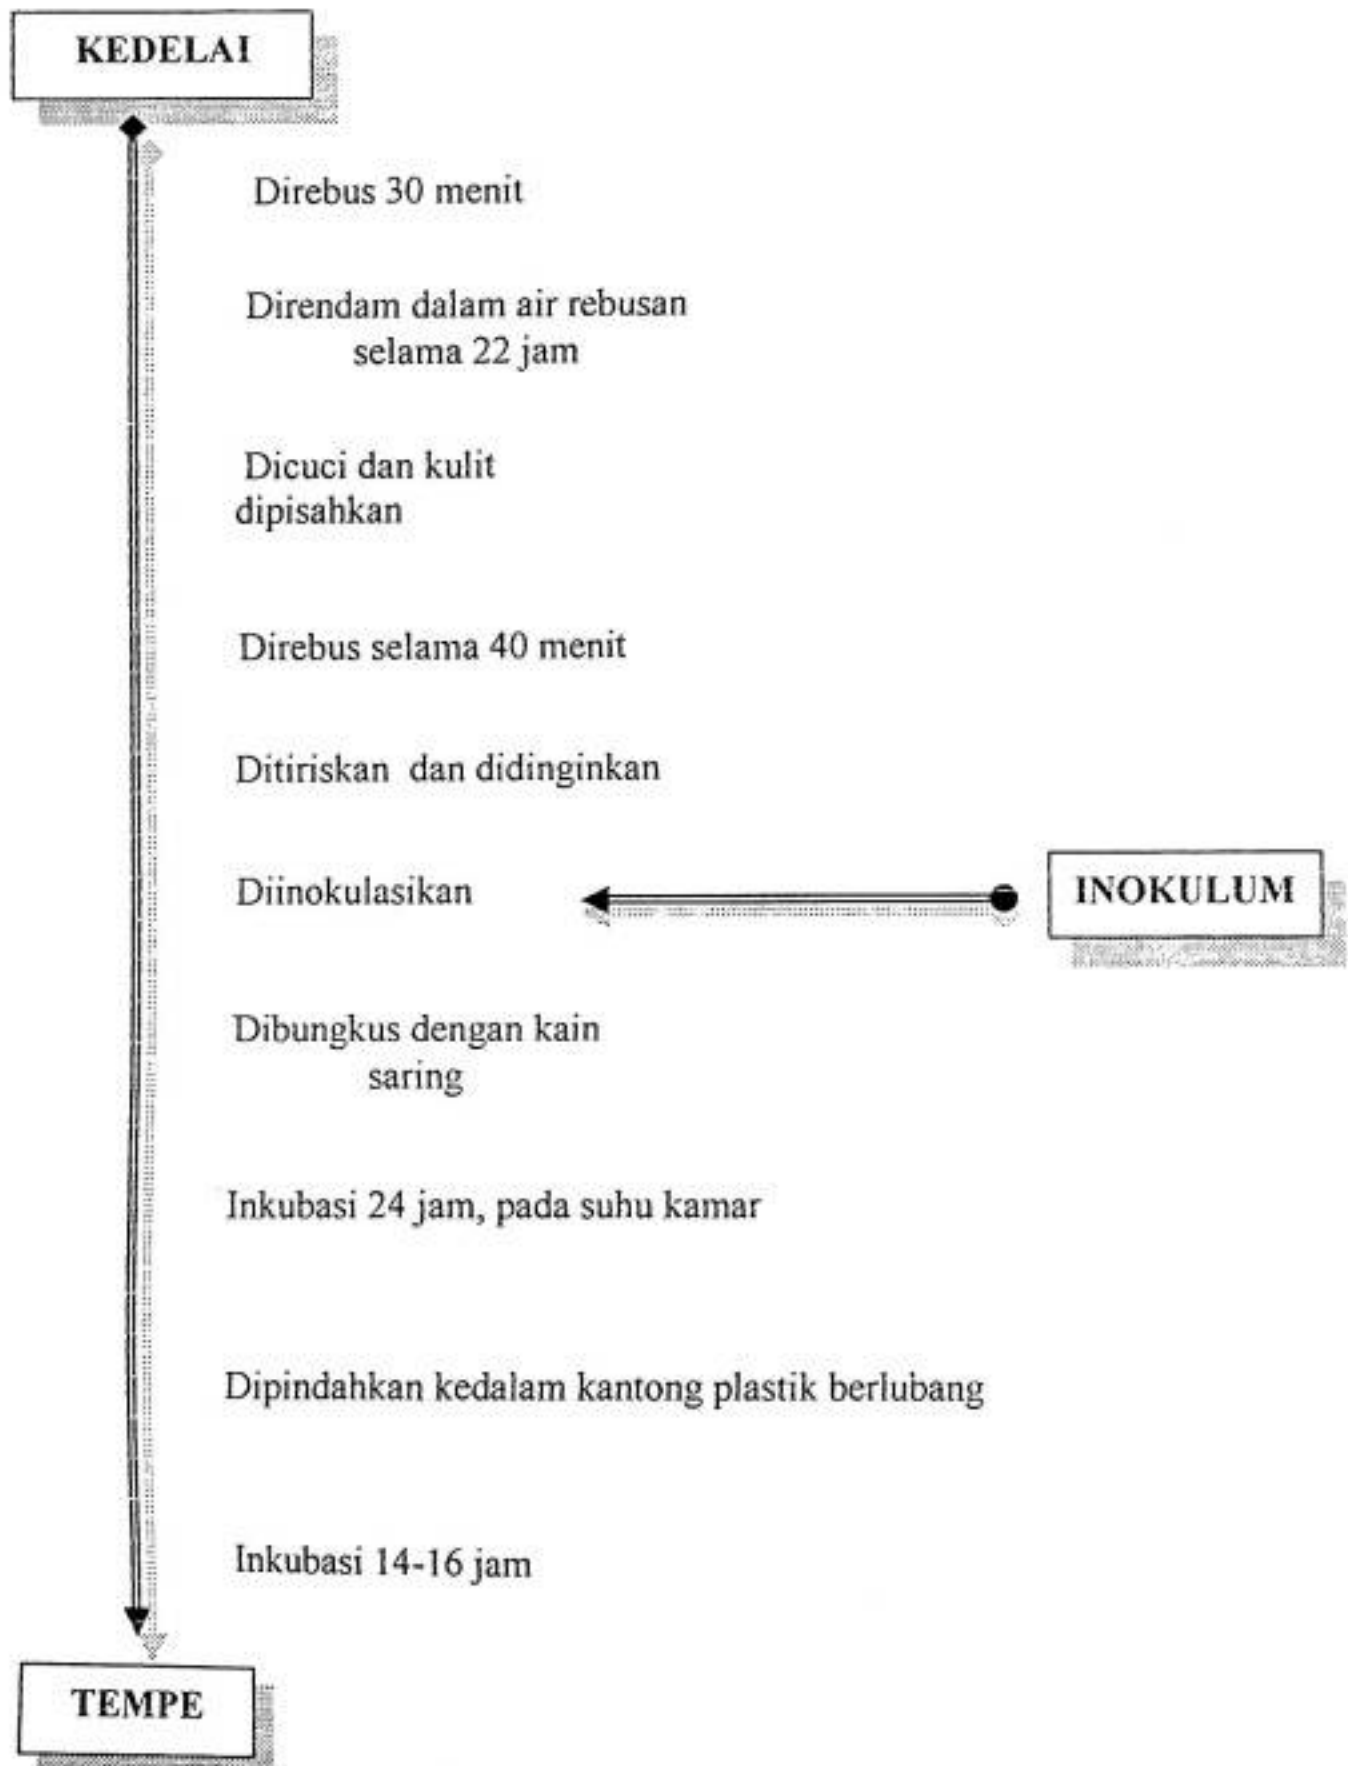 KEDELAI
Direbus 30 menit
Direndam dalam air rebusan
selama 22 jam
Dicuci dan kulit
dipisahkan
Direbus selama 40 menit
Ditiriskan dan didinginkan
Diinokulasikan
INOKULUM
Dibungkus dengan kain
saring
Inkubasi 24 jam, pada suhu kamar
Dipindahkan kedalam kantong plastik berlubang
Inkubasi 14-16 jam
TEMPE